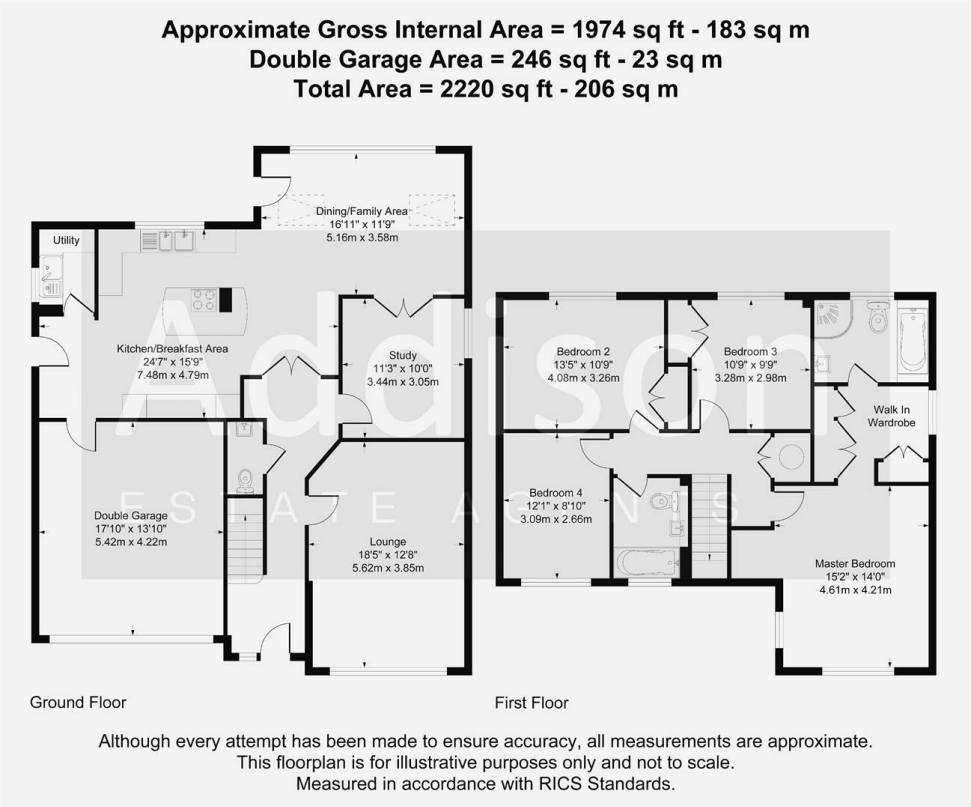 Approximate Gross Internal Area = 1974 sq ft - 183 sq m
Double Garage Area = 246 sq ft - 23 sq m
Total Area = 2220 sq ft - 206 sq m
Dining/Family Area
16'11" x 11'9"
5.16m x 3.58m
Utility
Kitchen/Breakfast Area
24'7" x 15'9"
7.48m x 4.79m
Study
11'3" x 10'0"
3.44m x 3.05m
Bedroom 2
13'5" x 10'9"
4.08m x 3.26m
Bedroom 3
10'9" x 9'9"
3.28m x 2.98m
Walk In
Wardrobe
Addison
ESTATE AGENTS
Double Garage
17'10" x 13'10"
5.42m x 4.22m
Lounge
18'5" x 12'8"
5.62m x 3.85m
Bedroom 4
12'1" x 8'10"
3.09m x 2.66m
Master Bedroom
15'2" x 14'0"
4.61m x 4.21m
Ground Floor
First Floor
Although every attempt has been made to ensure accuracy, all measurements are approximate.
This floorplan is for illustrative purposes only and not to scale.
Measured in accordance with RICS Standards.